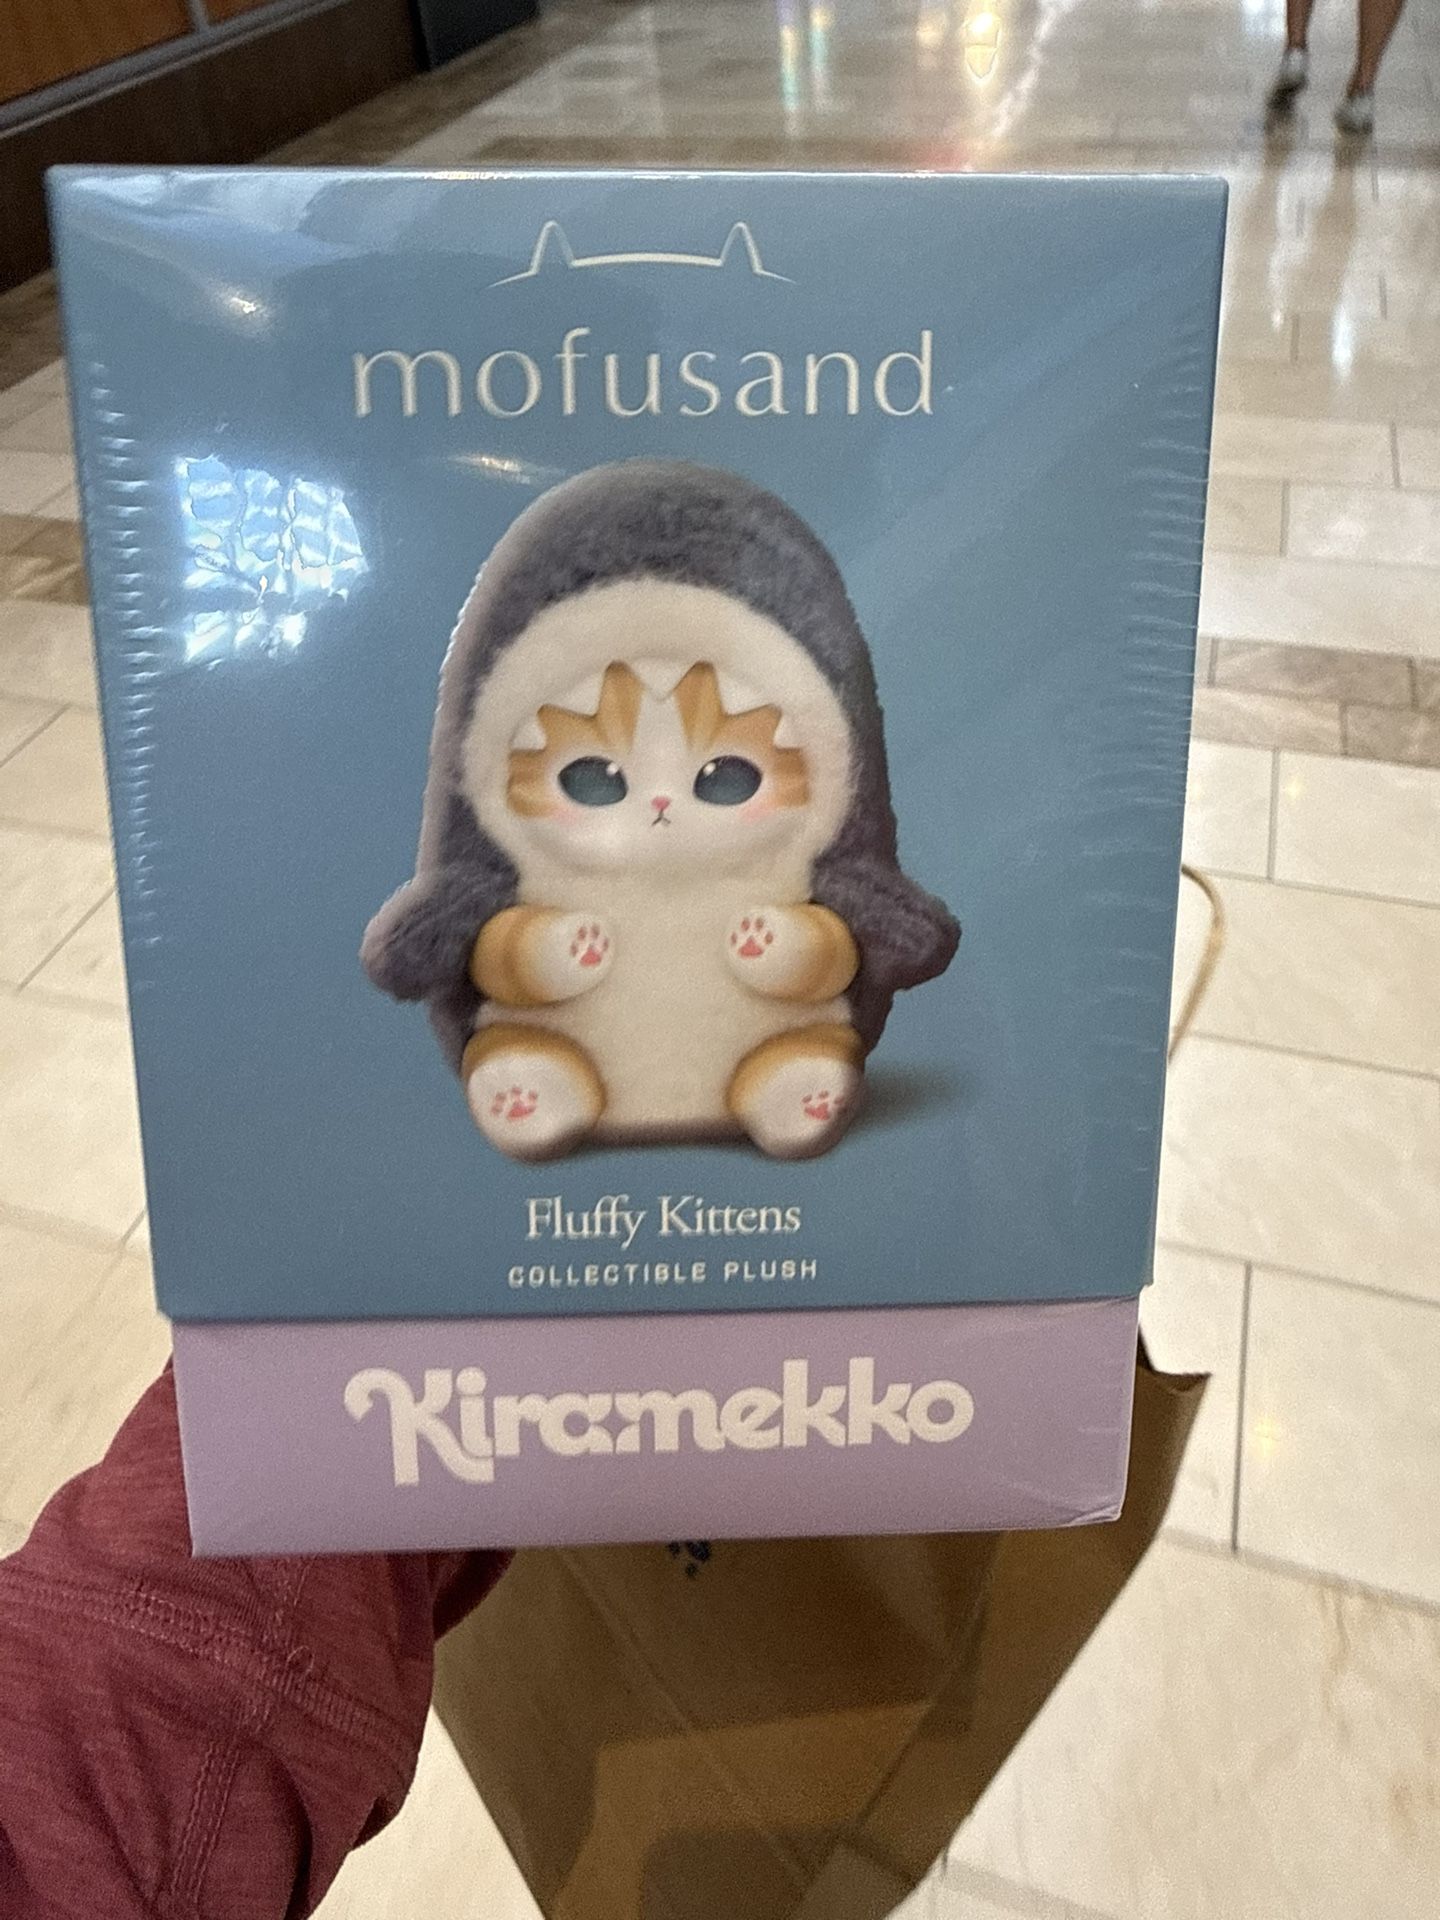 mofusand
Fluffy Kittens
COLLECTIBLE PLUSH
Kiramekko